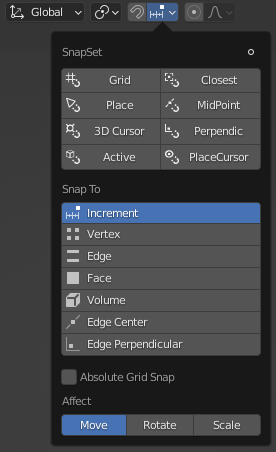 Global
SnapSet
Grid
Closest
Place
MidPoint
3D Cursor
Perpendic
Active
PlaceCursor
Snap To
Increment
Vertex
Edge
Face
Volume
Edge Center
Edge Perpendicular
Absolute Grid Snap
Affect
Move
Rotate
Scale